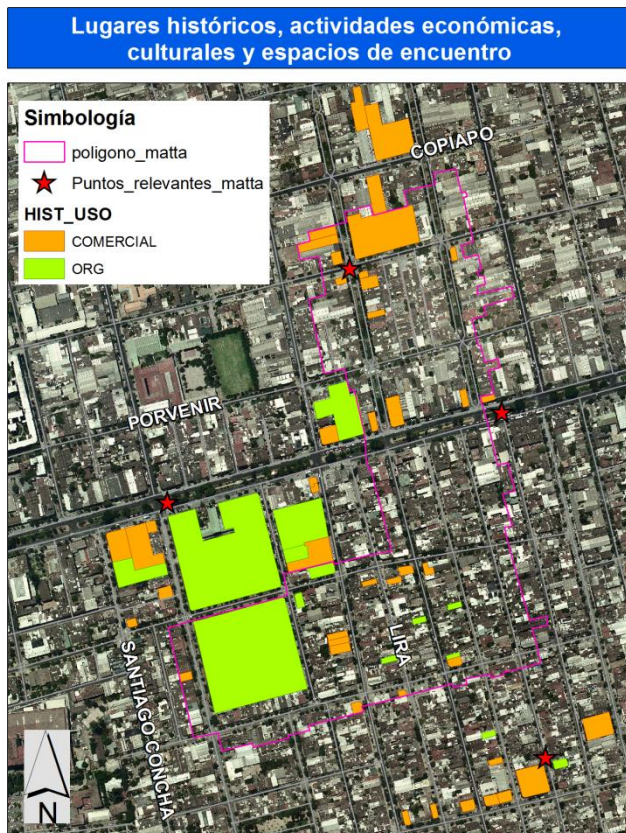 Lugares históricos, actividades económicas,
culturales y espacios de encuentro
Simbología
poligono_matta
Puntos_relevantes_matta
HIST_USO
COMERCIAL
ORG
COPIAPO
PORVENIR
LIRA
SANTIAGO CONCHA
N